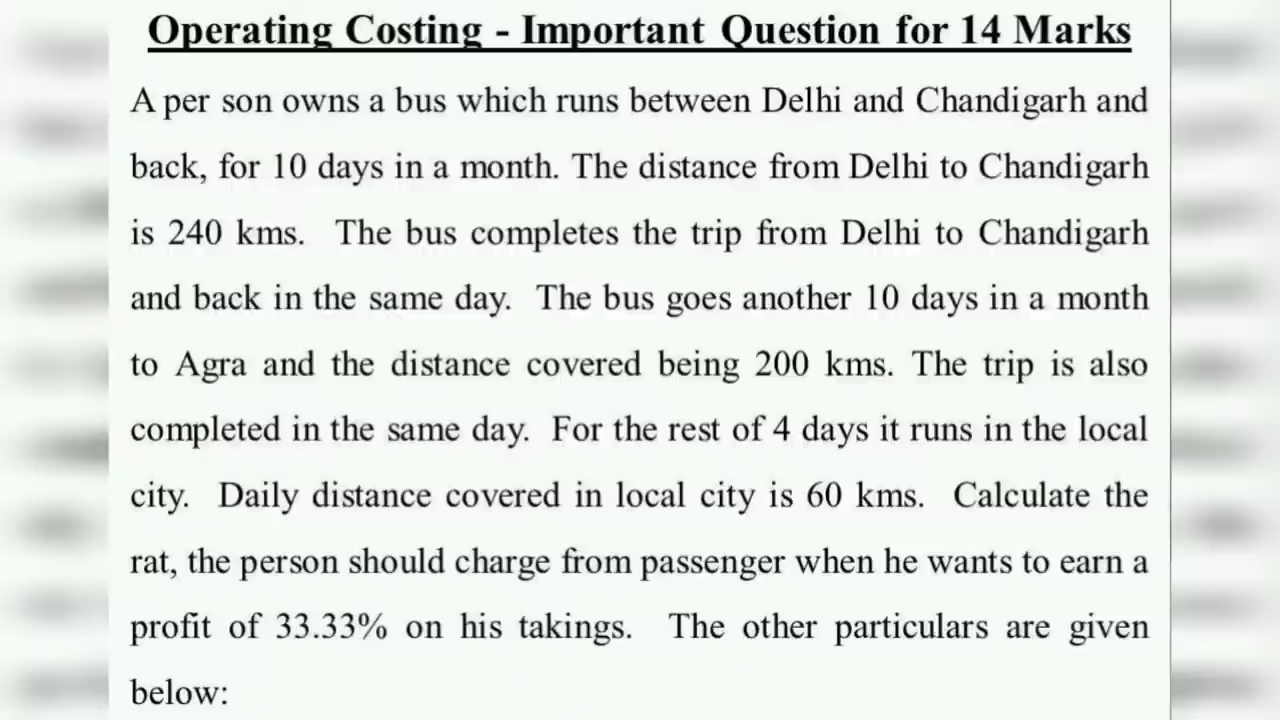 Operating Costing - Important Question for 14 Marks
A per son owns a bus which runs between Delhi and Chandigarh and
back, for 10 days in a month. The distance from Delhi to Chandigarh
is 240 kms. The bus completes the trip from Delhi to Chandigarh
and back in the same day. The bus goes another 10 days in a month
to Agra and the distance covered being 200 kms. The trip is also
completed in the same day. For the rest of 4 days it runs in the local
city. Daily distance covered in local city is 60 kms. Calculate the
rat, the person should charge from passenger when he wants to earn a
profit of 33.33% on his takings. The other particulars are given
below: